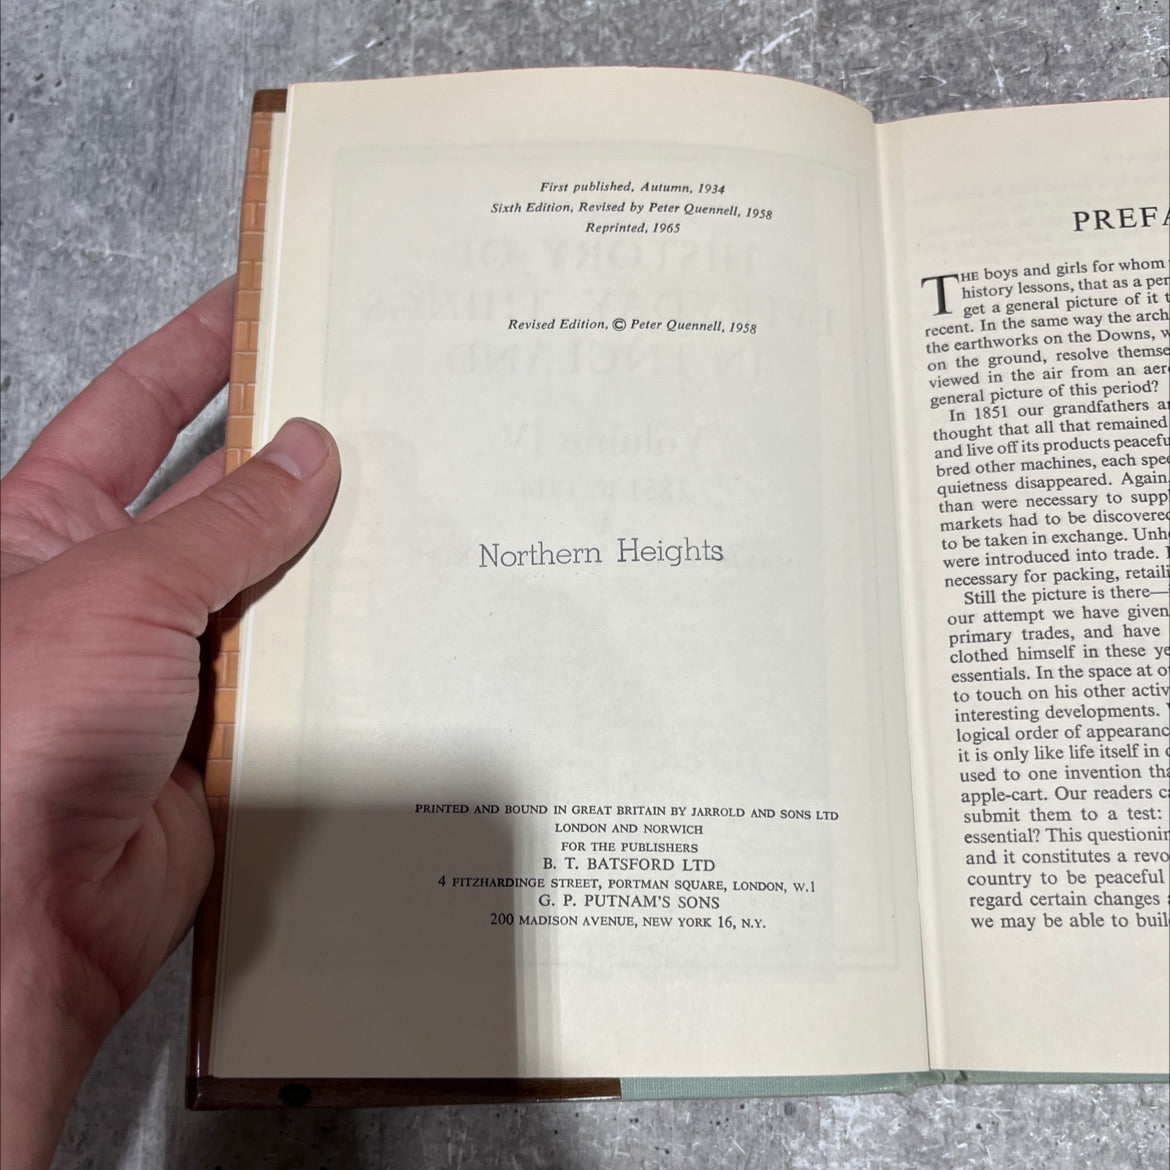 First published, Autumn, 1934
Sixth Edition, Revised by Peter Quennell, 1958
Reprinted, 1965
Revised Edition, © Peter Quennell, 1958
Northern Heights
PRINTED AND BOUND IN GREAT BRITAIN BY JARROLD AND SONS LTD
LONDON AND NORWICH
FOR THE PUBLISHERS
B. T. BATSFORD LTD
4 FITZHARDINGE STREET, PORTMAN SQUARE, LONDON, W.1
G. P. PUTNAM'S SONS
200 MADISON AVENUE, NEW YORK 16, N.Y.
PREFA
THE boys and girls for whom
history lessons, that as a per
get a general picture of it t
recent. In the same way the arch
the earthworks on the Downs, w
on the ground, resolve themse
viewed in the air from an aer
general picture of this period?
In 1851 our grandfathers a
thought that all that remained
and live off its products peacefu
bred other machines, each spe
quietness disappeared. Again,
than were necessary to supp
markets had to be discovered
to be taken in exchange. Unh
were introduced into trade. I
necessary for packing, retaili
Still the picture is there—
our attempt we have given
primary trades, and have
clothed himself in these ye
essentials. In the space at o
to touch on his other activ
interesting developments.
logical order of appearanc
it is only like life itself in
used to one invention tha
apple-cart. Our readers c
submit them to a test:
essential? This questionin
and it constitutes a revo
country to be peaceful
regard certain changes
we may be able to buil